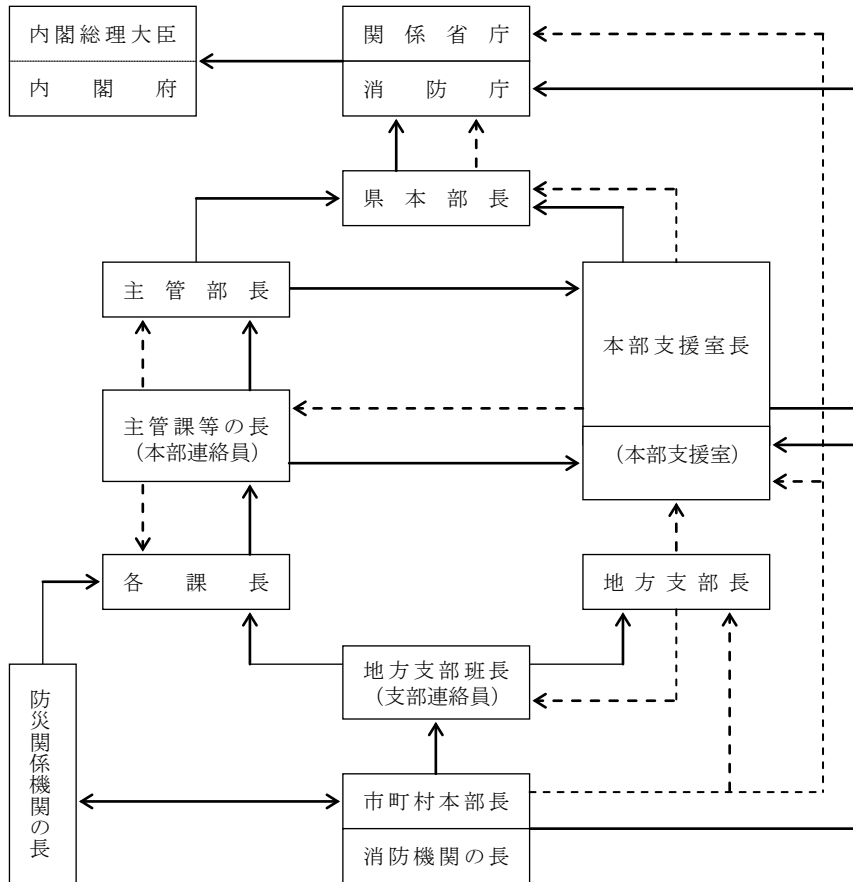 内閣総理大臣
内閣府
関係省庁
消防庁
県本部長
主管部長
本部支援室長
主管課等の長
(本部連絡員)
(本部支援室)
各課長
地方支部長
地方支部班長
(支部連絡員)
防災関係機関の長
市町村本部長
消防機関の長